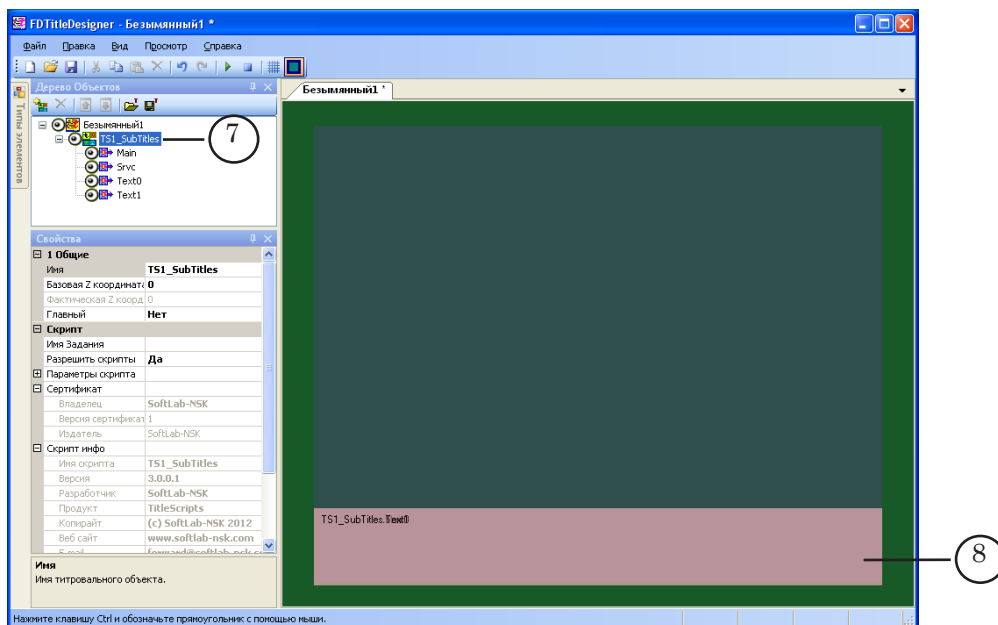 FDTitleDesigner - Безымянный1 *
Файл Правка Вид Просмотр Справка
Дерево Объектов
Безымянный1 *
Типы элементов
Безымянный1
TS1_SubTitles
7
Main
Srvc
Text0
Text1
Свойства
1 Общие
Имя TS1_SubTitles
Базовая Z координата 0
Фактическая Z коорд 0
Главный Нет
Скрипт
Имя Задания
Разрешить скрипты Да
Параметры скрипта
Сертификат
Владелец SoftLab-NSK
Версия сертификат 1
Издатель SoftLab-NSK
Скрипт инфо
Имя скрипта TS1_SubTitles
Версия 3.0.0.1
Разработчик SoftLab-NSK
Продукт TitleScripts
Копирайт (c) SoftLab-NSK 2012
Веб сайт www.softlab-nsk.com
TS1_SubTitles.
8
Имя
Имя титровального объекта.
Нажмите клавишу Ctrl и обозначьте прямоугольник с помощью мыши.